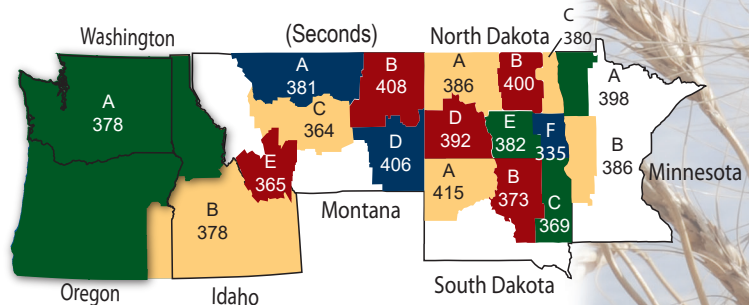 Washington
(Seconds)
North Dakota
C
380
A
378
A
381
B
408
C
364
D
406
E
365
A
386
B
400
D
392
E
382
F
335
A
398
B
386
Minnesota
A
415
B
373
C
369
B
378
Montana
South Dakota
Oregon
Idaho